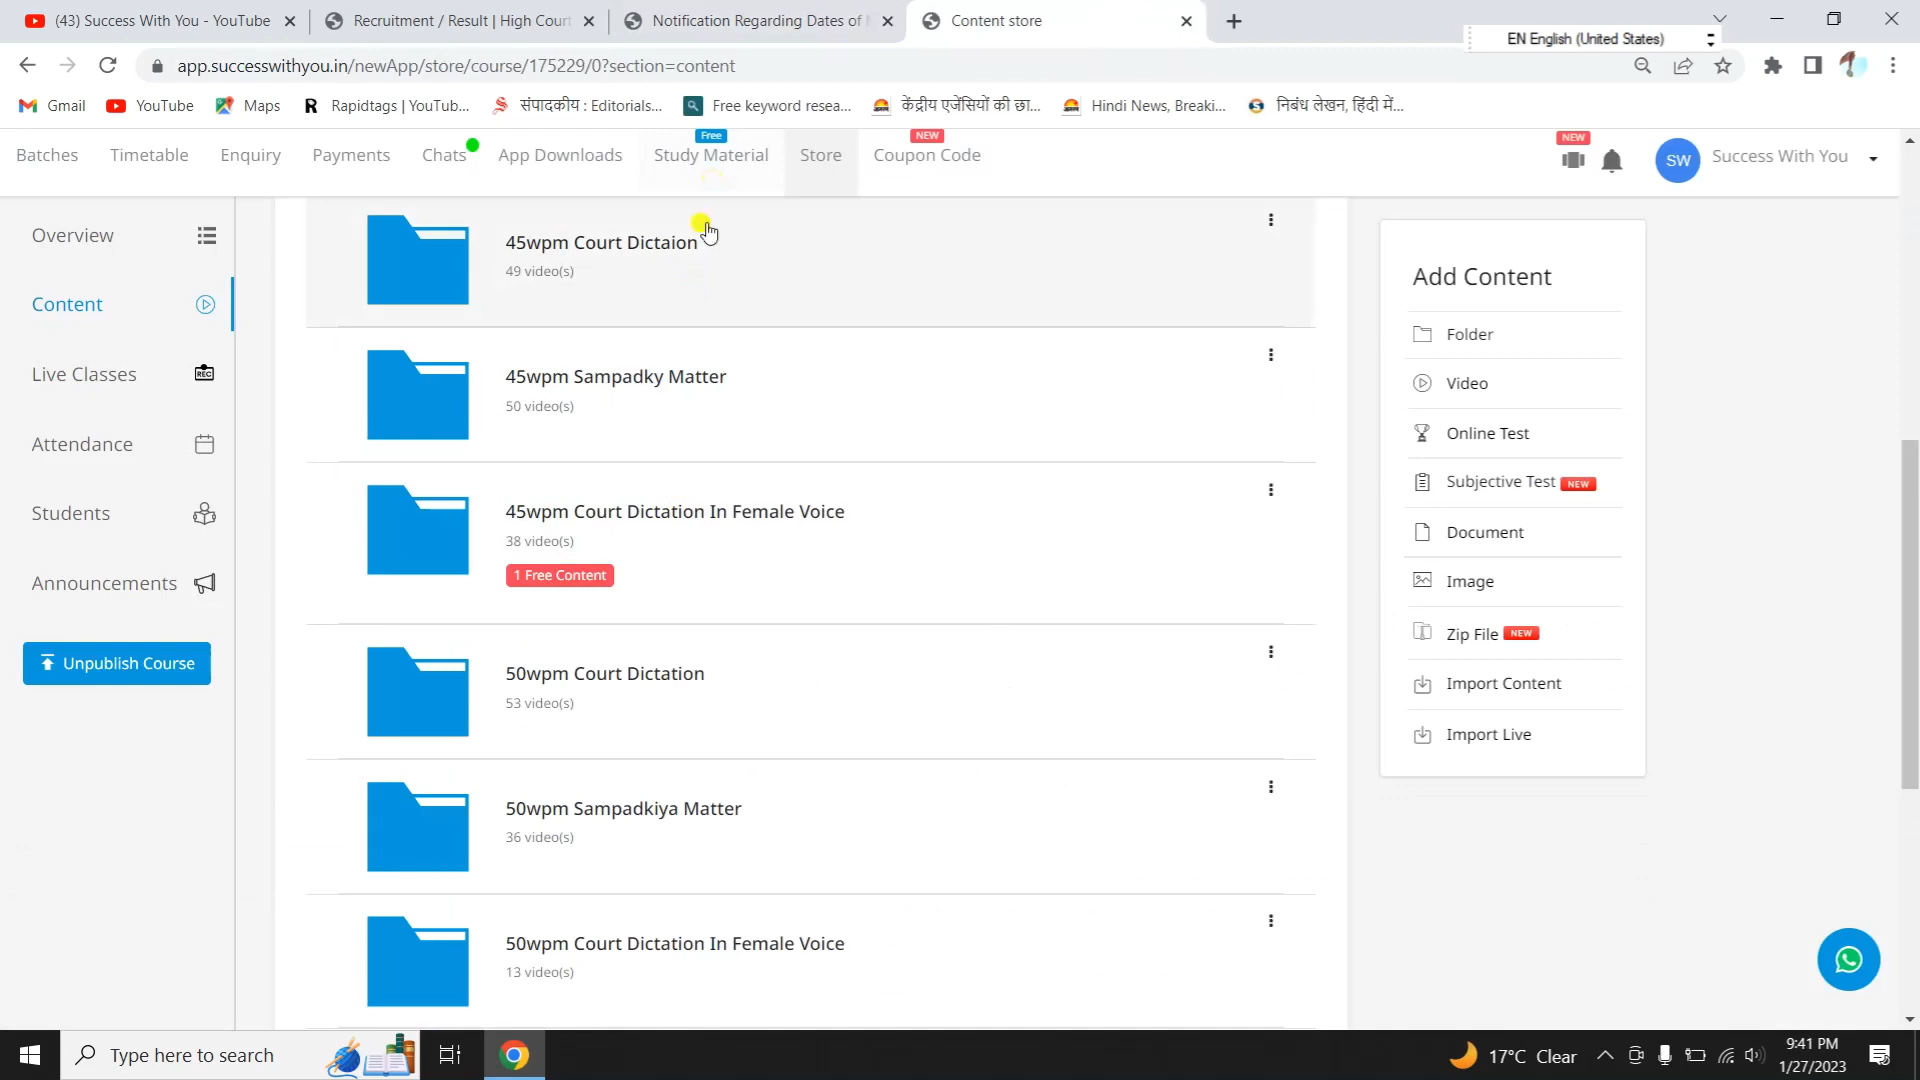 (43) Success With You - YouTube
Recruitment / Result | High Court
Notification Regarding Dates of
Content store
EN English (United States)
app.successwithyou.in/newApp/store/course/175229/0?section=content
Gmail
YouTube
Maps
R Rapidtags | YouTub...
संपादकीय : Editorials...
Free keyword resea...
केंद्रीय एजेंसियों की छा...
Hindi News, Breaki...
निबंध लेखन, हिंदी में...
Batches
Timetable
Enquiry
Payments
Chats
App Downloads
Free
Study Material
Store
NEW
Coupon Code
NEW
SW
Success With You
Overview
Content
Live Classes
REC
Attendance
Students
Announcements
Unpublish Course
45wpm Court Dictaion
49 video(s)
45wpm Sampadky Matter
50 video(s)
45wpm Court Dictation In Female Voice
38 video(s)
1 Free Content
50wpm Court Dictation
53 video(s)
50wpm Sampadkiya Matter
36 video(s)
50wpm Court Dictation In Female Voice
13 video(s)
Add Content
Folder
Video
Online Test
Subjective Test NEW
Document
Image
Zip File NEW
Import Content
Import Live
Type here to search
17°C Clear
9:41 PM
1/27/2023